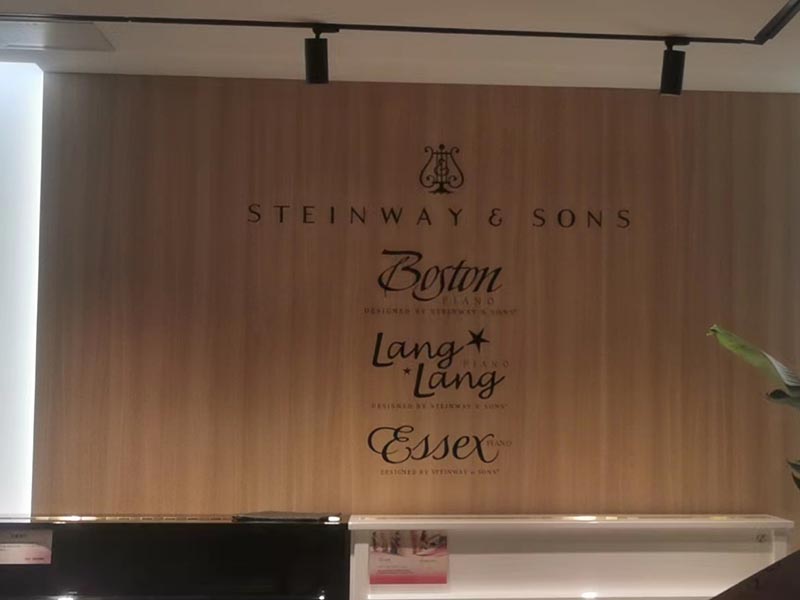 STEINWAY & SONS
Boston
PIANO
DESIGNED BY STEINWAY & SONS®
Lang
PIANO
Lang
DESIGNED BY STEINWAY & SONS®
Essex PIANO
DESIGNED BY STEINWAY & SONS®